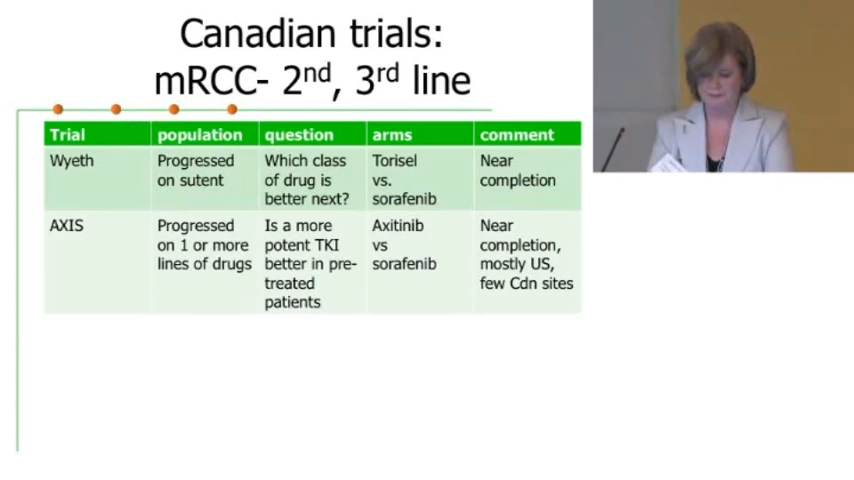 Canadian trials:
mRCC- 2nd, 3rd line
Trial population question arms comment
Wyeth
Progressed
on sutent
Which class
of drug is
better next?
Torisel
vs.
sorafenib
Near
completion
AXIS
Progressed
on 1 or more
lines of drugs
Is a more
potent TKI
better in pre-
treated
patients
Axitinib
vs
sorafenib
Near
completion,
mostly US,
few Cdn sites